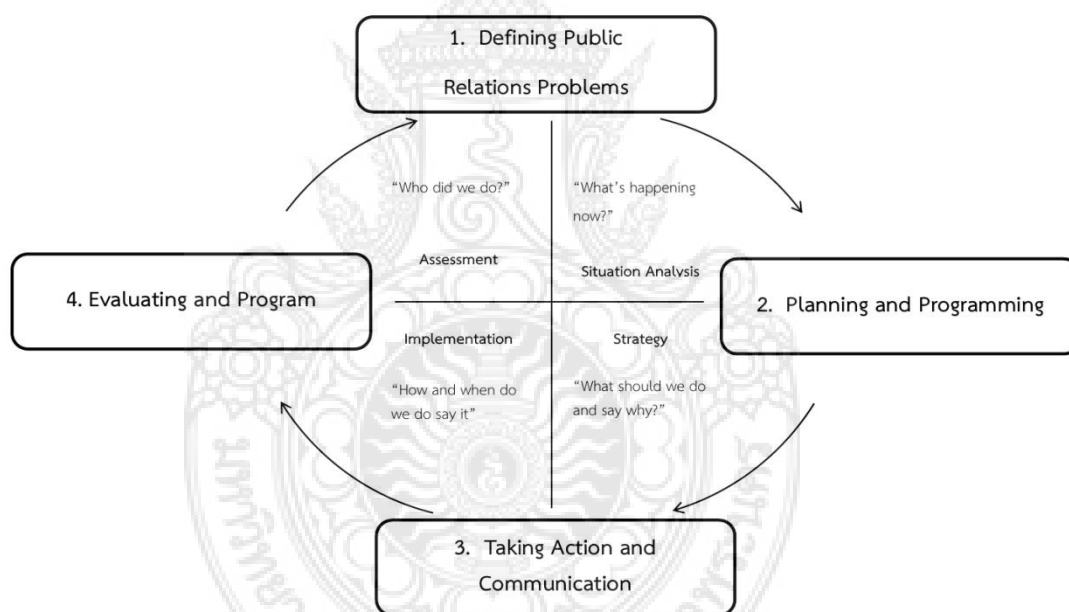 1. Defining Public
Relations Problems
"Who did we do?"
"What's happening
now?"
Assessment
Situation Analysis
4. Evaluating and Program
2. Planning and Programming
Implementation
Strategy
"How and when do
we do say it"
"What should we do
and say why?"
3. Taking Action and
Communication